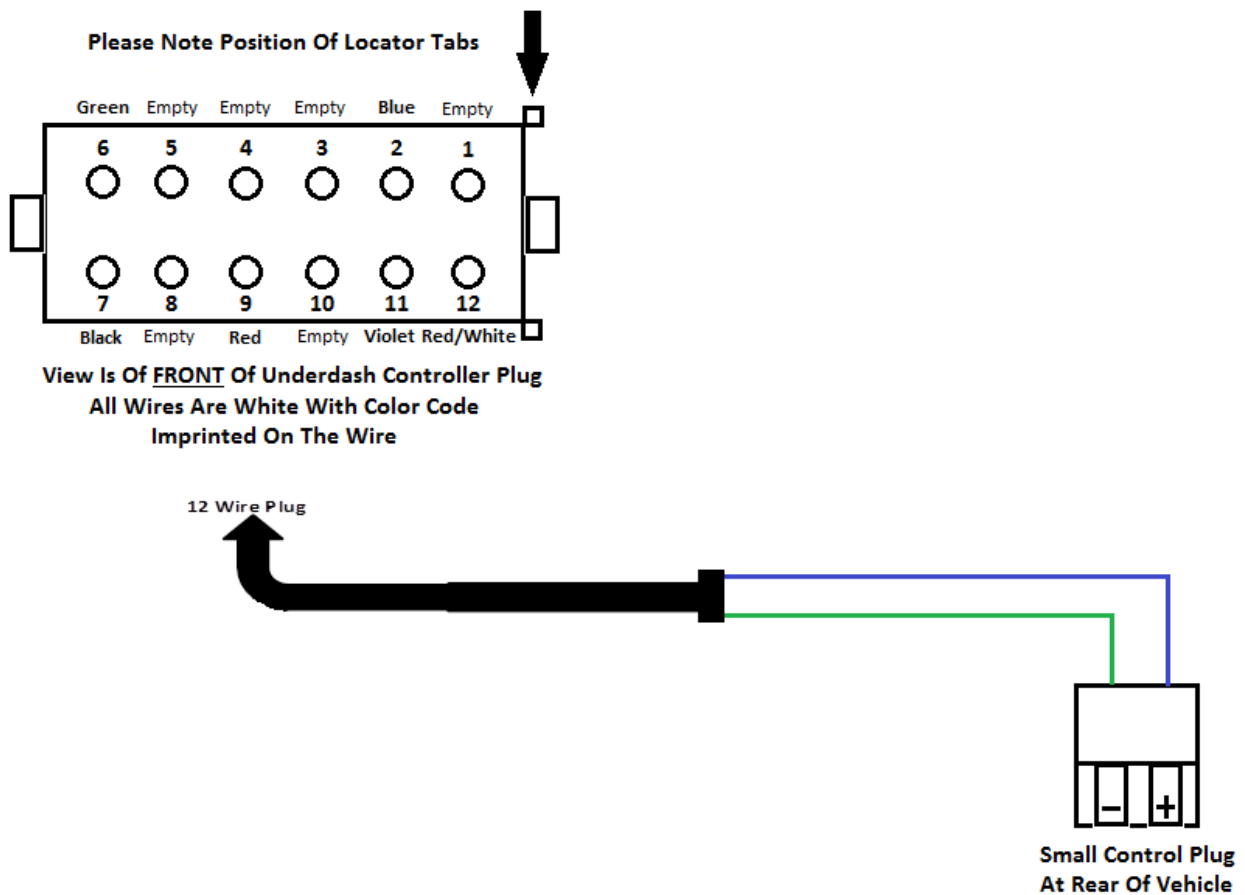 Please Note Position Of Locator Tabs
Green Empty Empty Empty Blue Empty
6 5 4 3 2 1
7 8 9 10 11 12
Black Empty Red Empty Violet Red/White
View Is Of FRONT Of Underdash Controller Plug
All Wires Are White With Color Code
Imprinted On The Wire
12 Wire Plug
– +
Small Control Plug
At Rear Of Vehicle